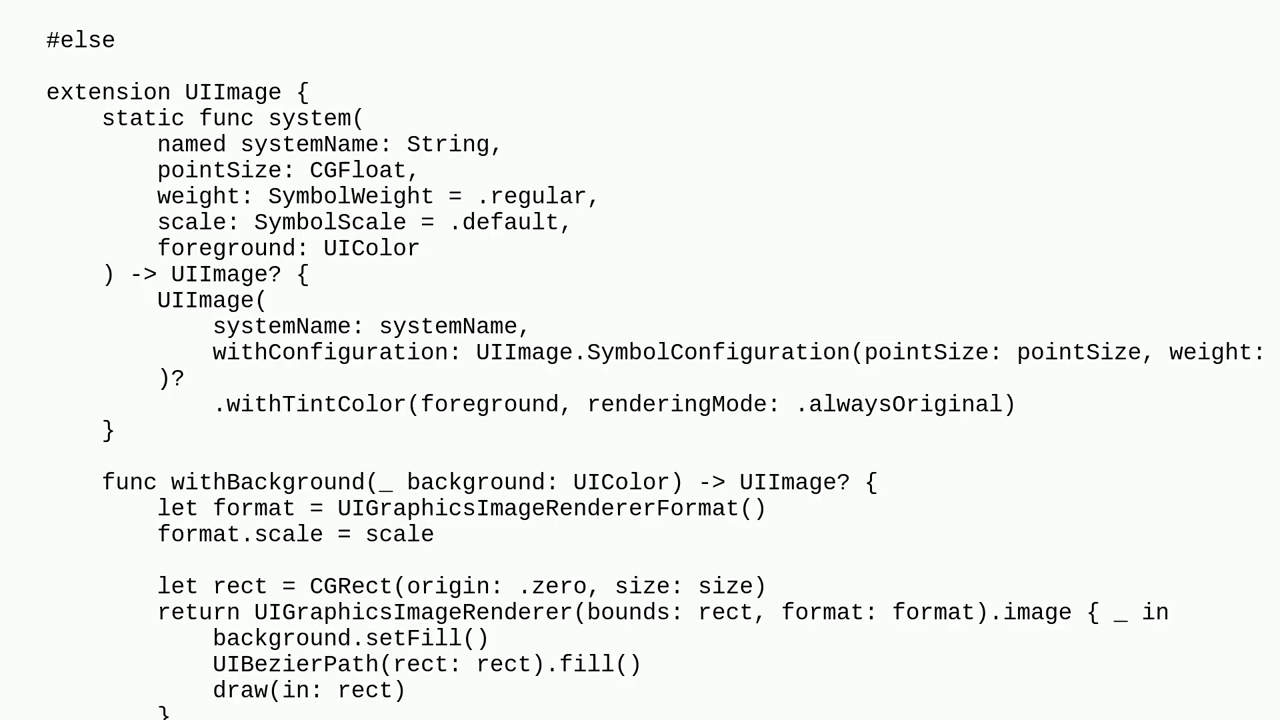 #else

extension UIImage {
    static func system(
        named systemName: String,
        pointSize: CGFloat,
        weight: SymbolWeight = .regular,
        scale: SymbolScale = .default,
        foreground: UIColor
    ) -> UIImage? {
        UIImage(
            systemName: systemName,
            withConfiguration: UIImage.SymbolConfiguration(pointSize: pointSize, weight:
        )?
            .withTintColor(foreground, renderingMode: .alwaysOriginal)
    }

    func withBackground(_ background: UIColor) -> UIImage? {
        let format = UIGraphicsImageRendererFormat()
        format.scale = scale

        let rect = CGRect(origin: .zero, size: size)
        return UIGraphicsImageRenderer(bounds: rect, format: format).image { _ in
            background.setFill()
            UIBezierPath(rect: rect).fill()
            draw(in: rect)
        }